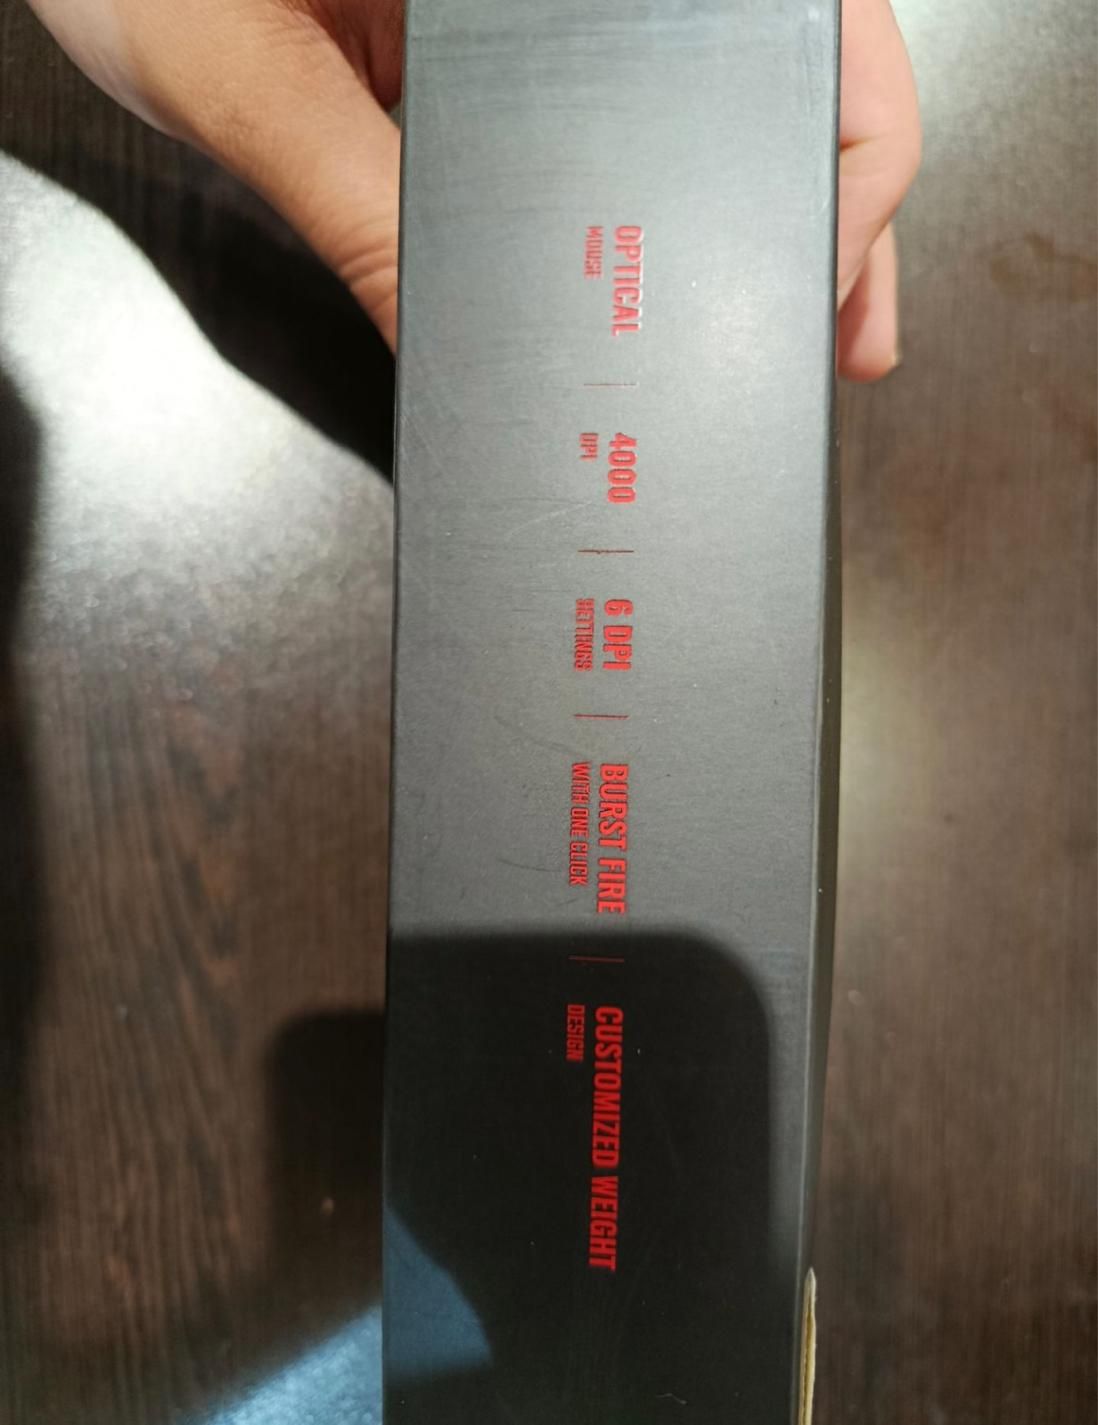 OPTICAL
MOUSE
4000
DPI
6 DPI
SETTINGS
BURST FIRE
WITH ONE CLICK
CUSTOMIZED WEIGHT
DESIGN